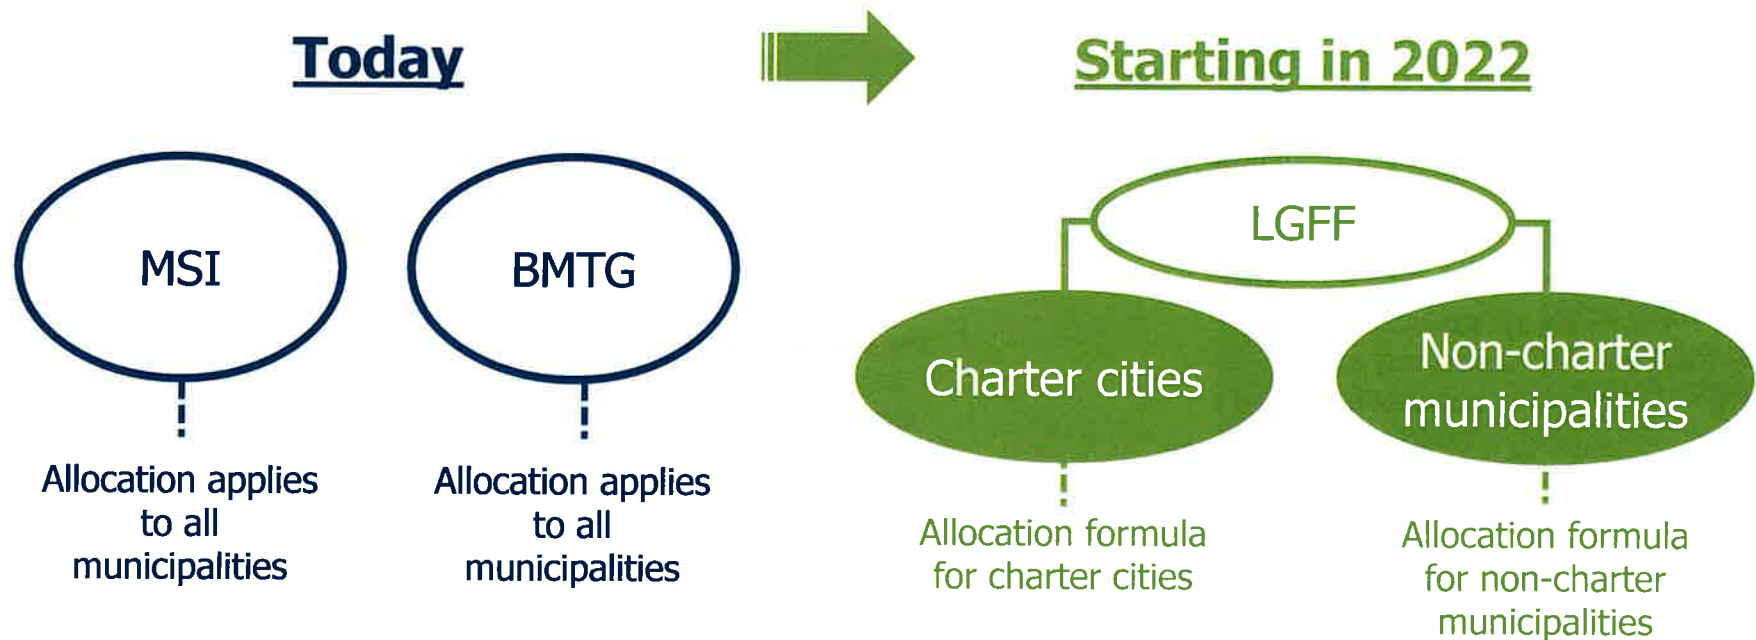 Today
Starting in 2022
MSI
BMTG
LGFF
Charter cities
Non-charter
municipalities
Allocation applies
to all
municipalities
Allocation applies
to all
municipalities
Allocation formula
for charter cities
Allocation formula
for non-charter
municipalities